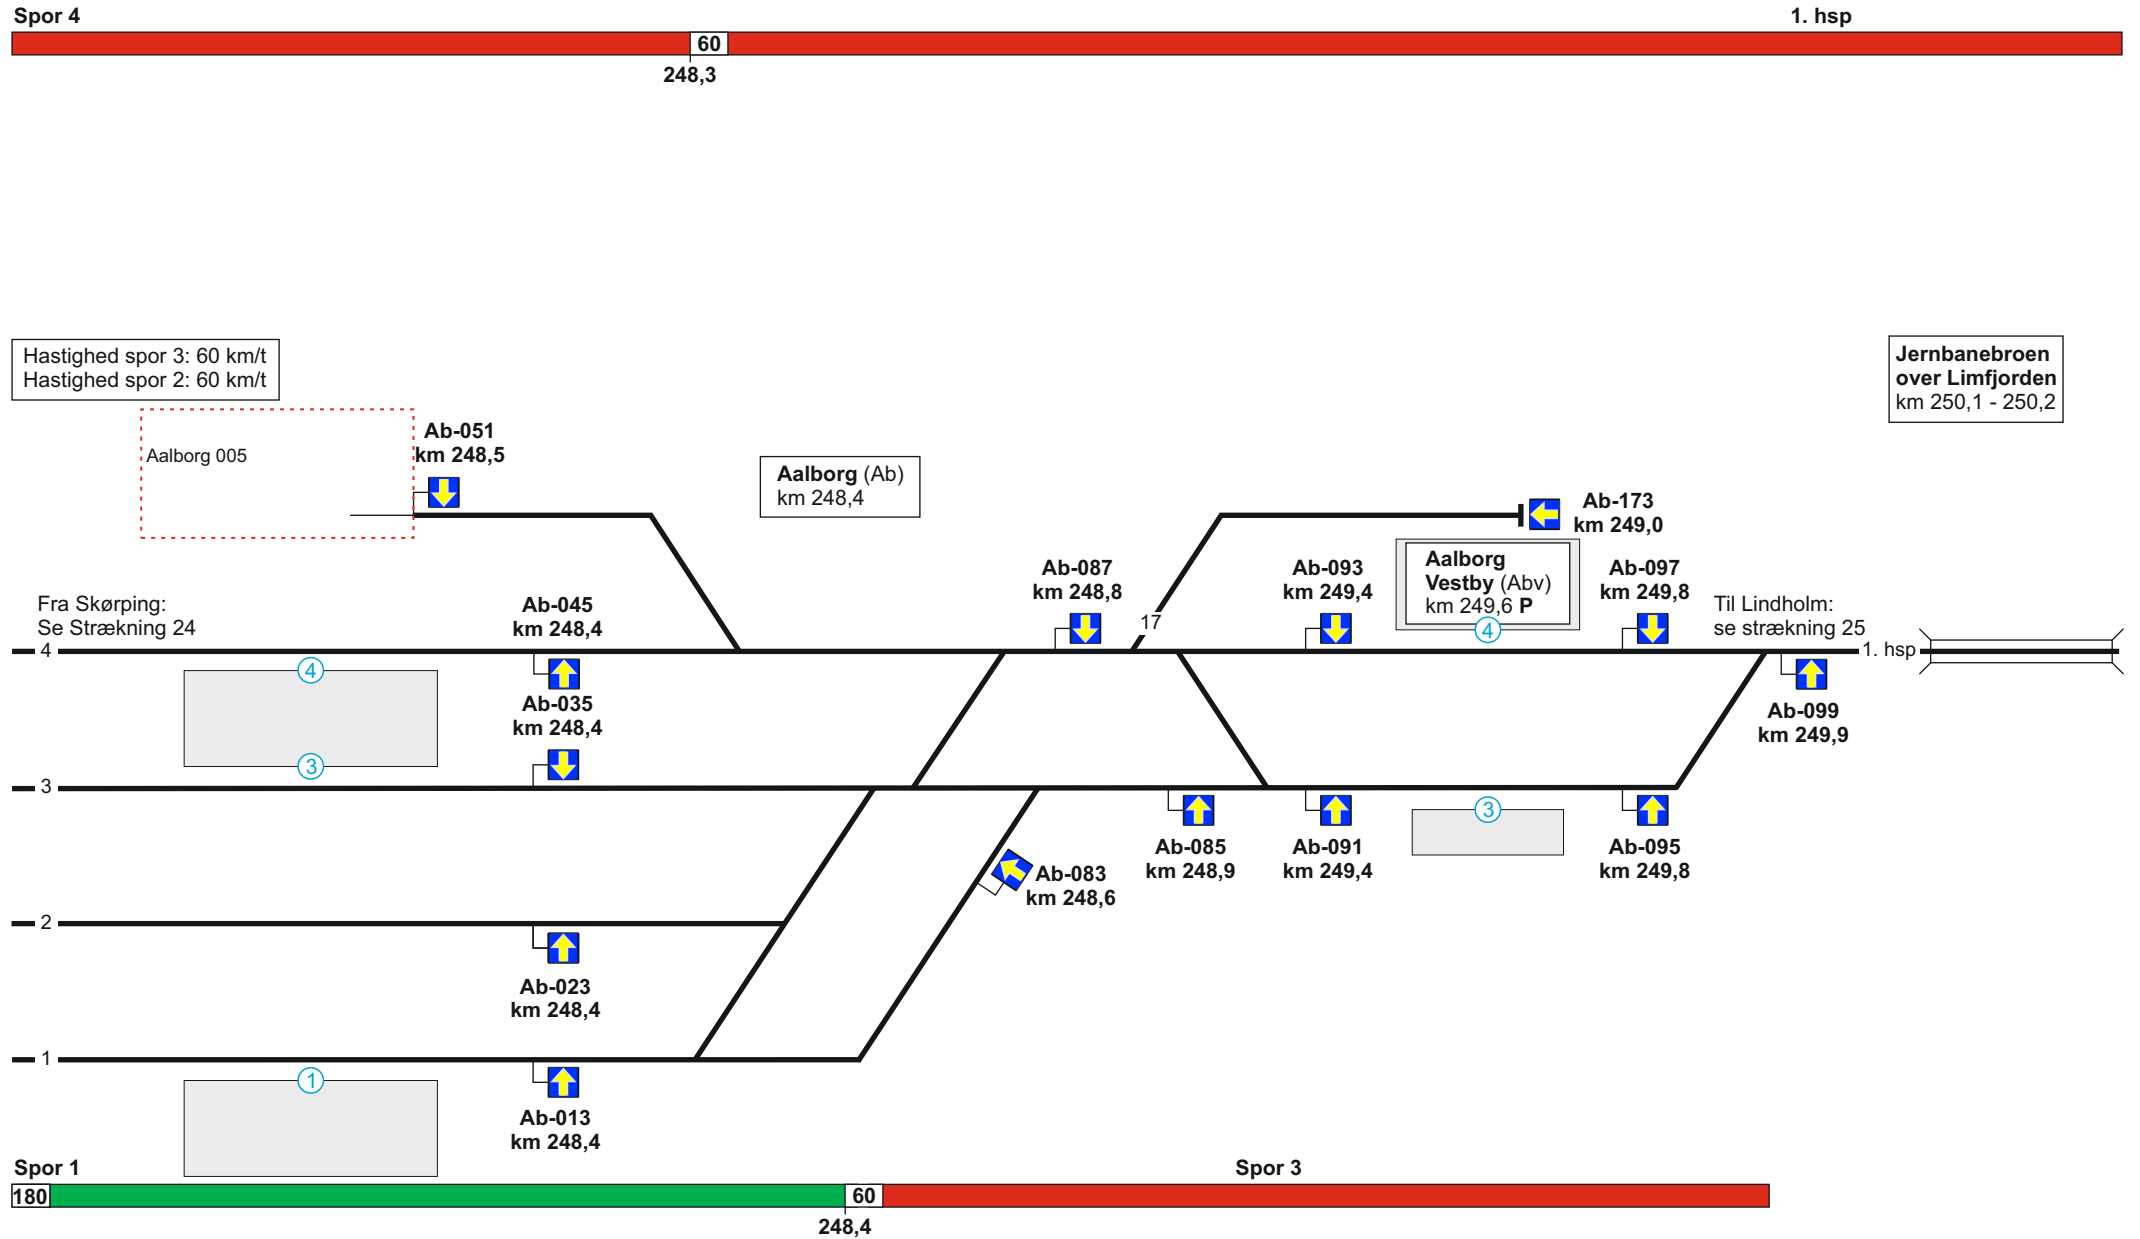 Spor 4
1. hsp
60
248,3
Hastighed spor 3: 60 km/t
Hastighed spor 2: 60 km/t
Jernbanebroen
over Limfjorden
km 250,1 - 250,2
Ab-051
km 248,5
Aalborg 005
Aalborg (Ab)
km 248,4
Ab-173
km 249,0
Aalborg
Vestby (Abv)
km 249,6 P
4
Ab-087
km 248,8
Ab-093
km 249,4
Ab-097
km 249,8
Fra Skørping:
Se Strækning 24
Ab-045
km 248,4
17
Til Lindholm:
se strækning 25
4
1. hsp
4
Ab-035
km 248,4
Ab-099
km 249,9
3
3
3
Ab-085
km 248,9
Ab-091
km 249,4
Ab-095
km 249,8
Ab-083
km 248,6
2
Ab-023
km 248,4
1
1
Ab-013
km 248,4
Spor 1
Spor 3
180
60
248,4